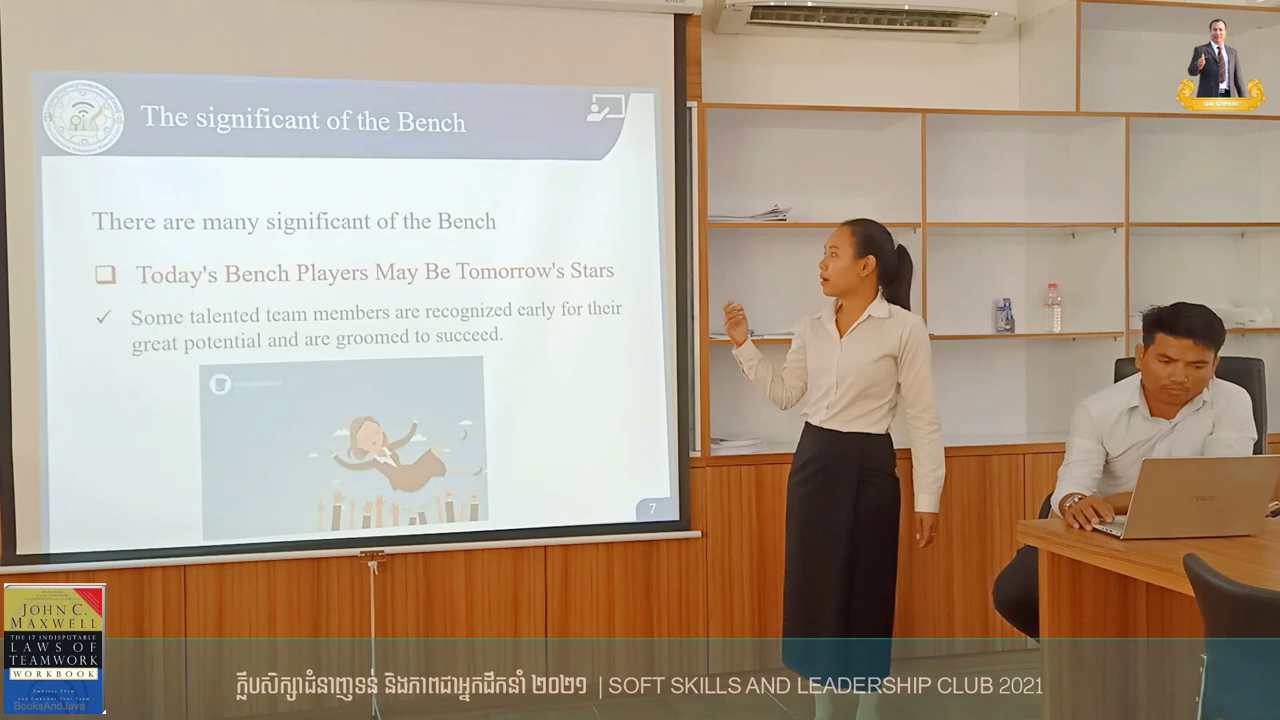 The significant of the Bench
There are many significant of the Bench
Today's Bench Players May Be Tomorrow's Stars
Some talented team members are recognized early for their
great potential and are groomed to succeed.
7
JOHN C.
MAXWELL
THE 17 INDISPUTABLE
LAWS OF
TEAMWORK
WORKBOOK
BooksAndJava
ក្លឹបសិក្សាជំនាញទន់ និងភាពជាអ្នកដឹកនាំ ២០២១ | SOFT SKILLS AND LEADERSHIP CLUB 2021